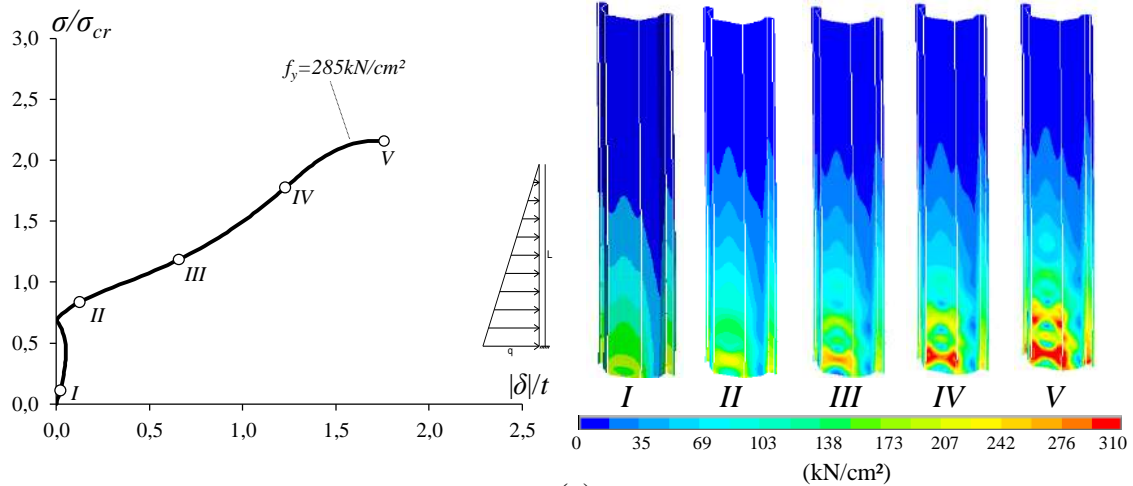 σ/σcr
3,0
2,5
2,0
1,5
1,0
0,5
0,0
fy=285kN/cm²
I
II
III
IV
V
0,0 0,5 1,0 1,5 2,0 2,5
|δ|/t
L
q
I II III IV V
0 35 69 103 138 173 207 242 276 310
(kN/cm²)